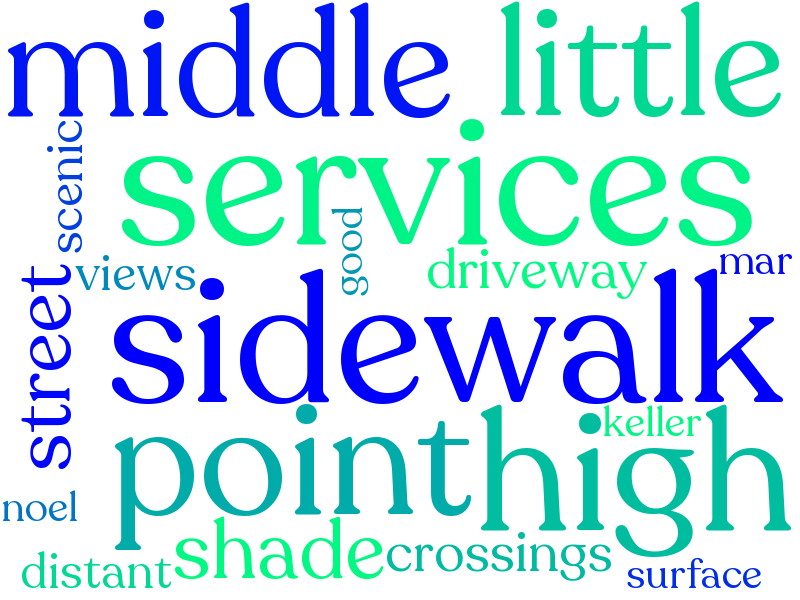 middle little
scenic
services
good
views
driveway
mar
street
sidewalk
keller
point high
noel
shade
crossings
distant
surface